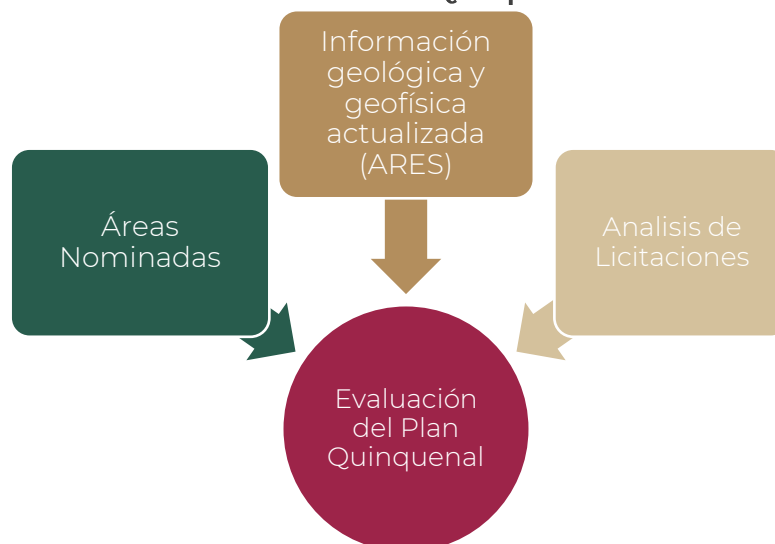 Información
geológica y
geofísica
actualizada
(ARES)
Áreas
Nominadas
Analisis de
Licitaciones
Evaluación
del Plan
Quinquenal